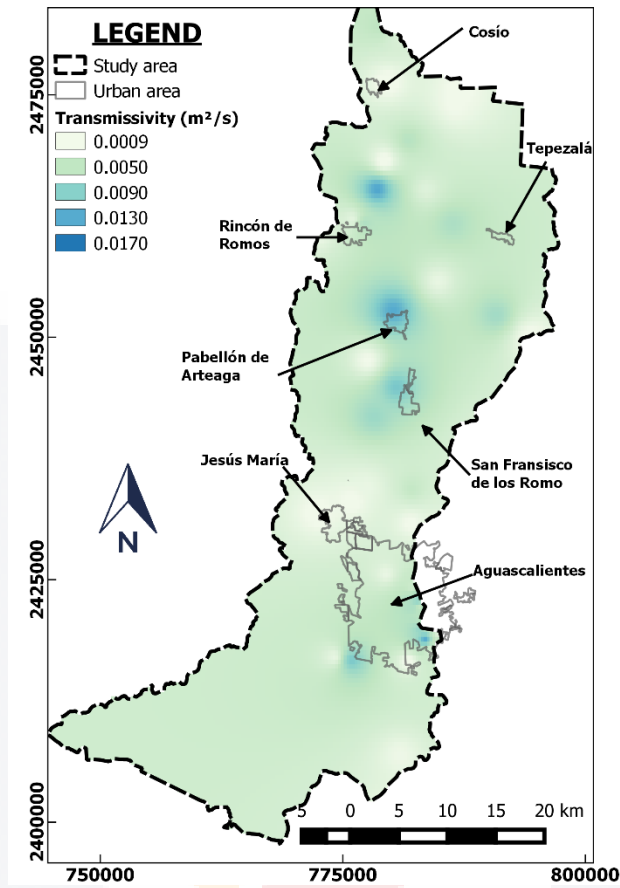 LEGEND
Study area
Urban area
Transmissivity (m²/s)
0.0009
0.0050
0.0090
0.0130
0.0170
Cosío
Tepezalá
Rincón de
Romos
Pabellón de
Arteaga
San Fransisco
de los Romo
Jesús María
Aguascalientes
N
5 0 5 10 15 20 km
2475000
2450000
2425000
2400000
750000 775000 800000